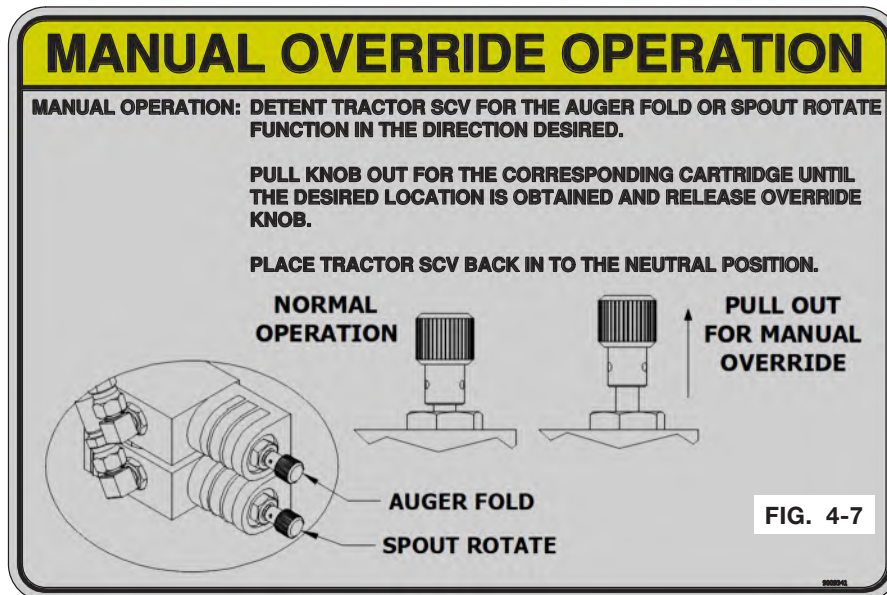 MANUAL OVERRIDE OPERATION
MANUAL OPERATION: DETENT TRACTOR SCV FOR THE AUGER FOLD OR SPOUT ROTATE
FUNCTION IN THE DIRECTION DESIRED.
PULL KNOB OUT FOR THE CORRESPONDING CARTRIDGE UNTIL
THE DESIRED LOCATION IS OBTAINED AND RELEASE OVERRIDE
KNOB.
PLACE TRACTOR SCV BACK IN TO THE NEUTRAL POSITION.
NORMAL
OPERATION
PULL OUT
FOR MANUAL
OVERRIDE
AUGER FOLD
SPOUT ROTATE
FIG. 4-7